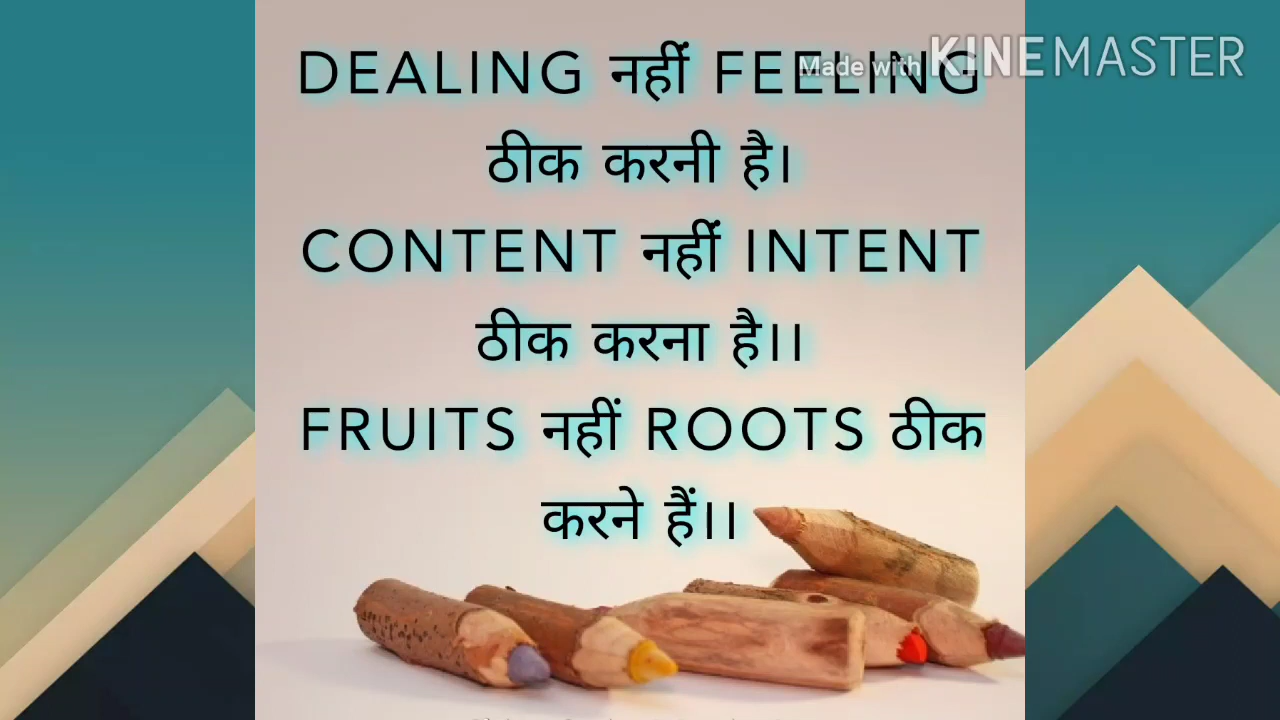 Made with KINEMASTER
DEALING नहीं FEELING
ठीक करनी है।
CONTENT नहीं INTENT
ठीक करना है।।
FRUITS नहीं ROOTS ठीक
करने हैं।।